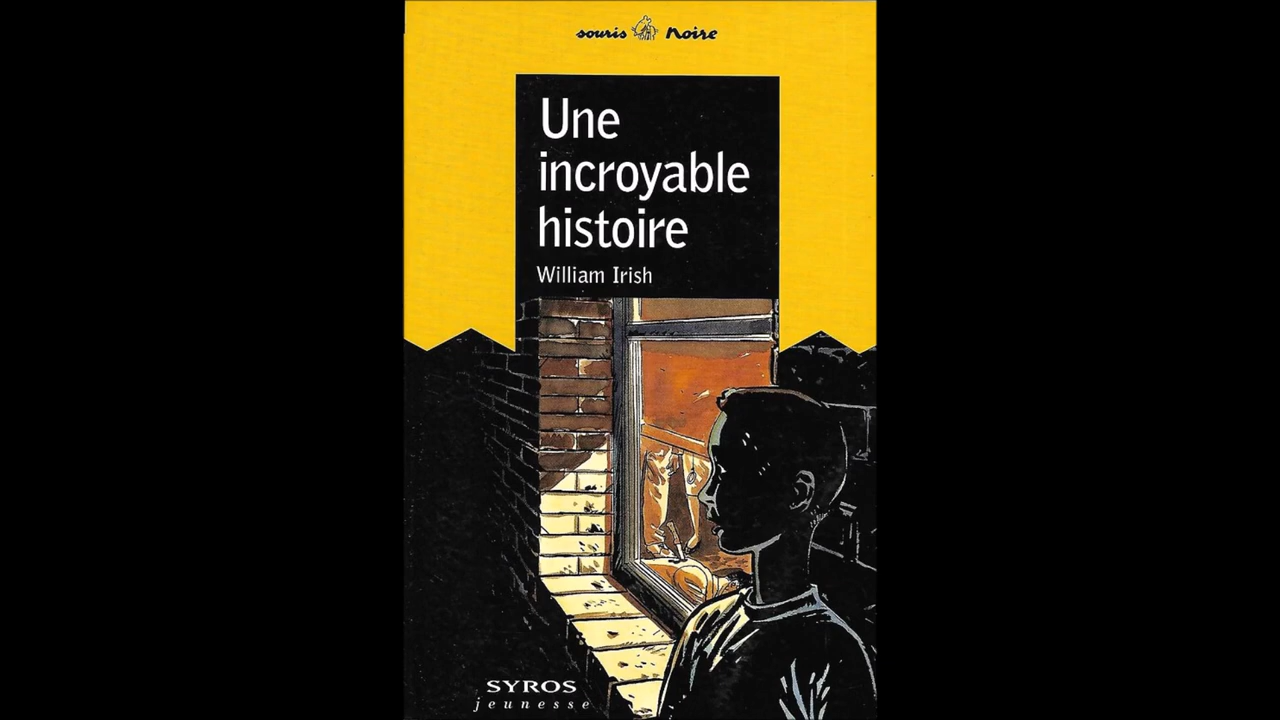 souris noire
Une
incroyable
histoire
William Irish
SYROS
jeunesse